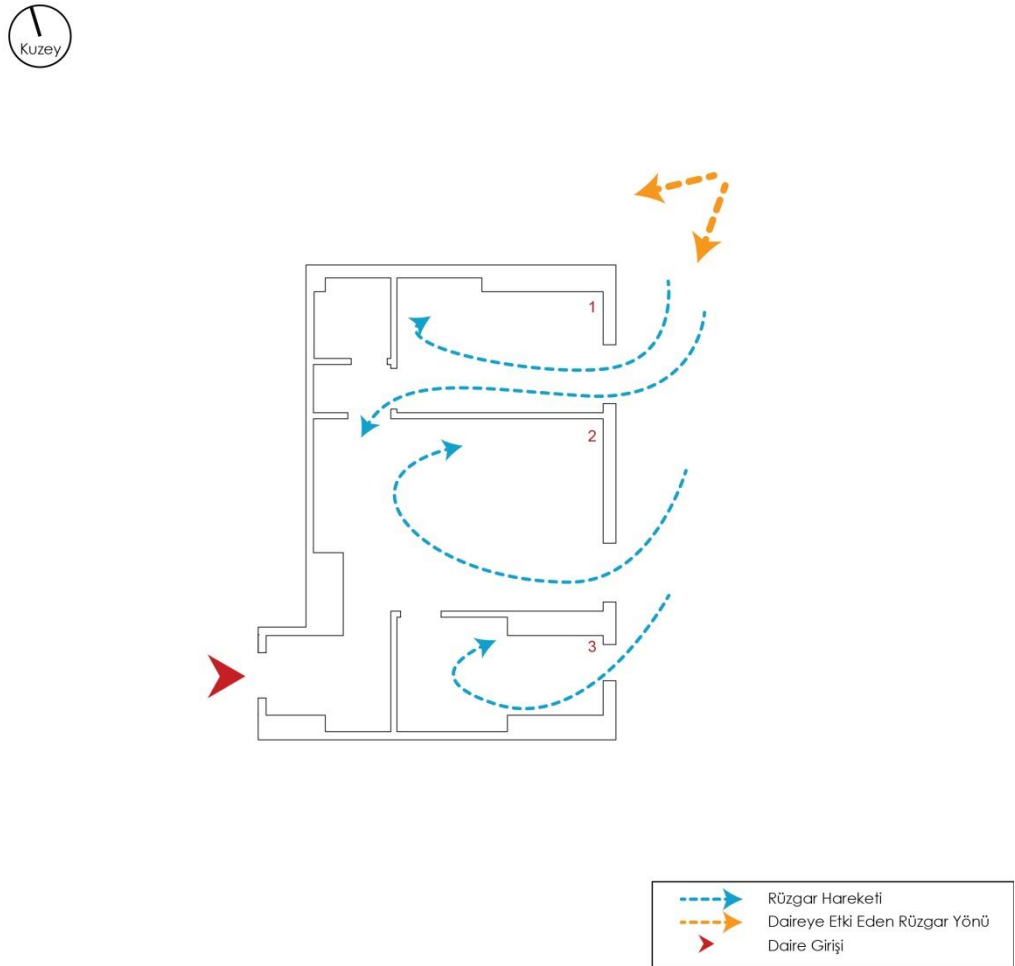 Kuzey
1
2
3
Rüzgar Hareketi
Daireye Etki Eden Rüzgar Yönü
Daire Girişi